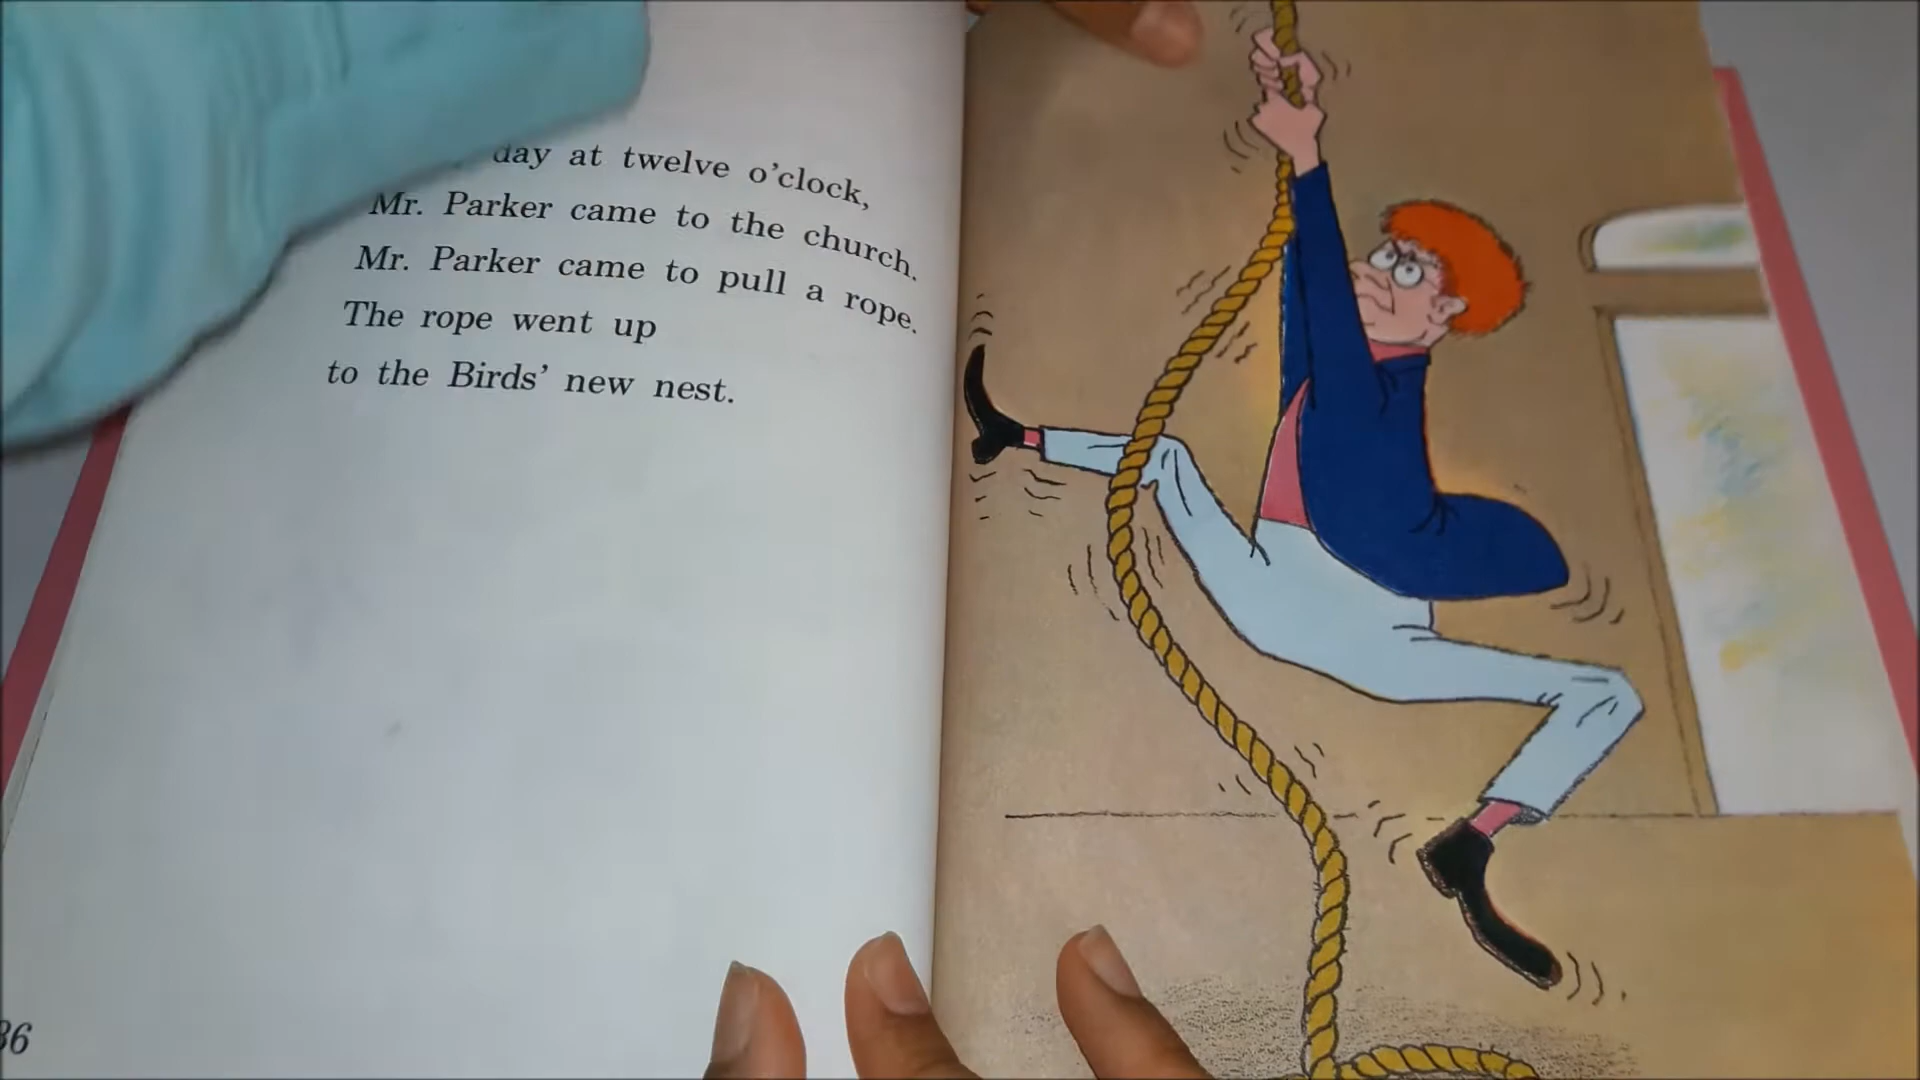 day at twelve o'clock,
Mr. Parker came to the church.
Mr. Parker came to pull a rope.
The rope went up
to the Birds' new nest.
36